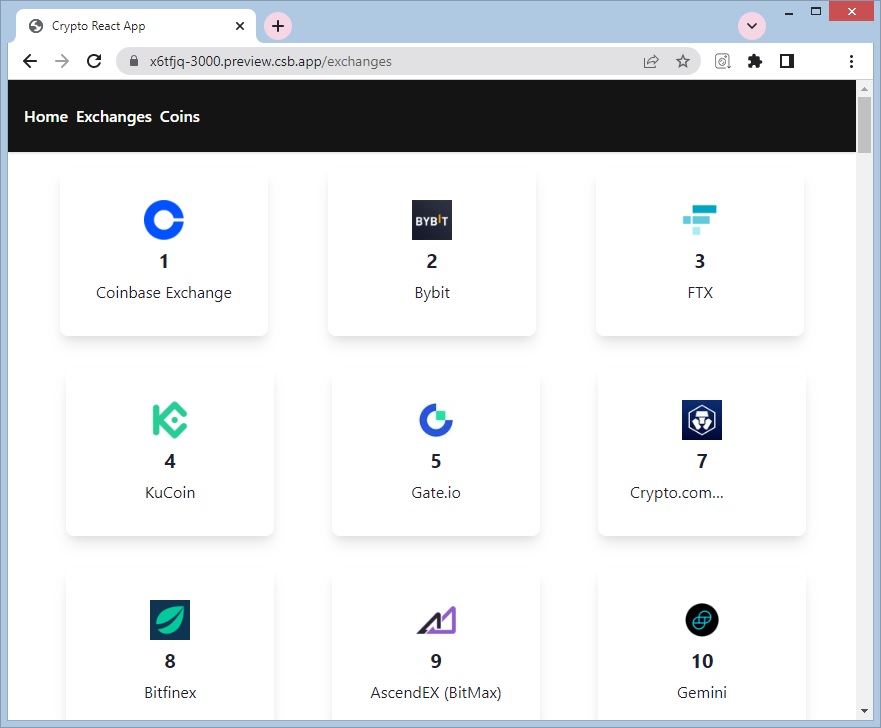 Crypto React App
x6tfjq-3000.preview.csb.app/exchanges
Home Exchanges Coins
BYBIT
1
Coinbase Exchange
2
Bybit
3
FTX
4
KuCoin
5
Gate.io
7
Crypto.com...
8
Bitfinex
9
AscendEX (BitMax)
10
Gemini